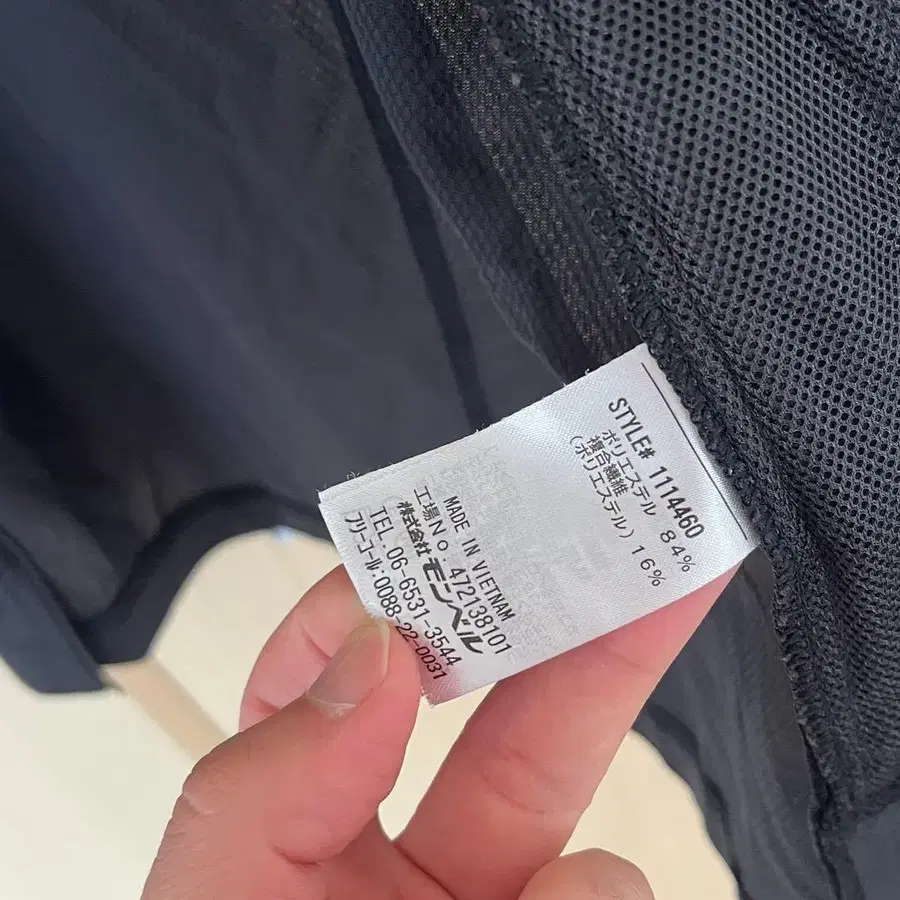 STYLE# 1114460
ポリエステル 84%
複合繊維
(ポリエステル) 16%
MADE IN VIETNAM
工場No. 472138101
株式会社 モンベル
TEL. 06-6531-3544
フリーコール.0088-22-0031